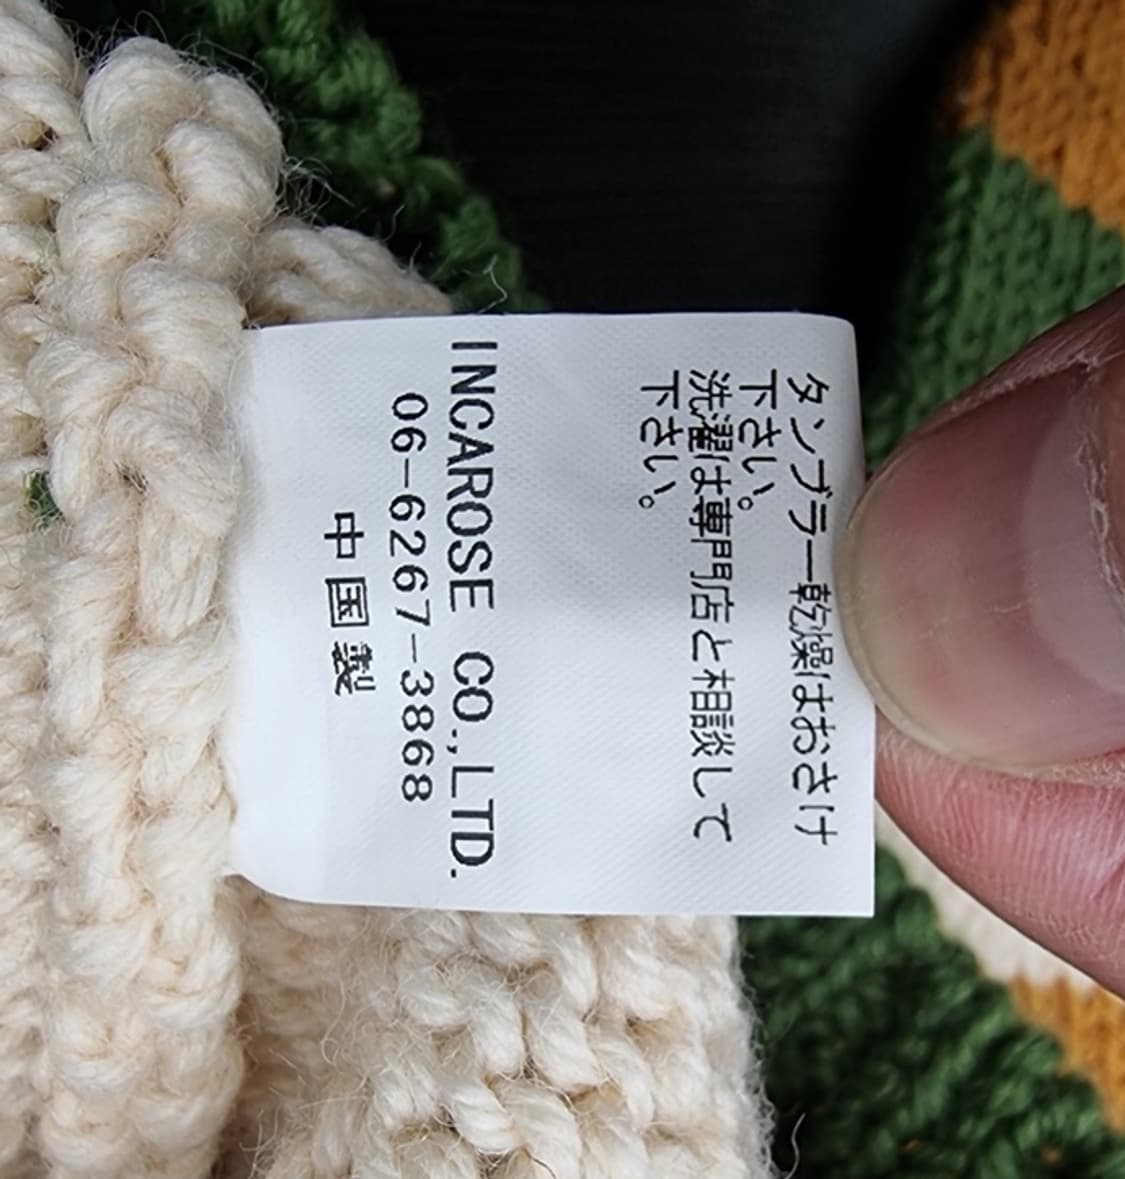 タンブラー乾燥はおさけ
下さい。
洗濯は専門店と相談して
下さい。
INCAROSE CO.,LTD.
06-6267-3868
中国製